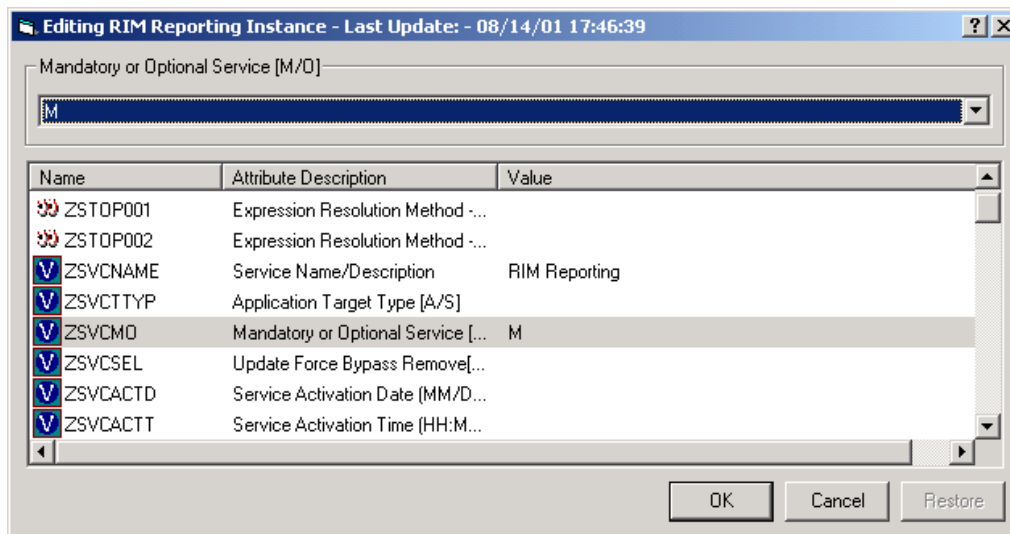 Editing RIM Reporting Instance - Last Update: - 08/14/01 17:46:39
Mandatory or Optional Service [M/O]
M
Name Attribute Description Value
ZSTOP001 Expression Resolution Method -...
ZSTOP002 Expression Resolution Method -...
V ZSVCNAME Service Name/Description RIM Reporting
V ZSVCTTYP Application Target Type [A/S]
V ZSVCMO Mandatory or Optional Service [... M
V ZSVCSEL Update Force Bypass Remove[...
V ZSVCACTD Service Activation Date (MM/D...
V ZSVCACTT Service Activation Time (HH:M...
OK Cancel Restore